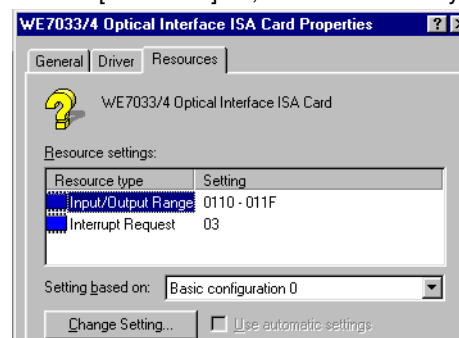 WE7033/4 Optical Interface ISA Card Properties
General Driver Resources
WE7033/4 Optical Interface ISA Card
Resource settings:
Resource type Setting
Input/Output Range 0110 - 011F
Interrupt Request 03
Setting based on: Basic configuration 0
Change Setting... Use automatic settings